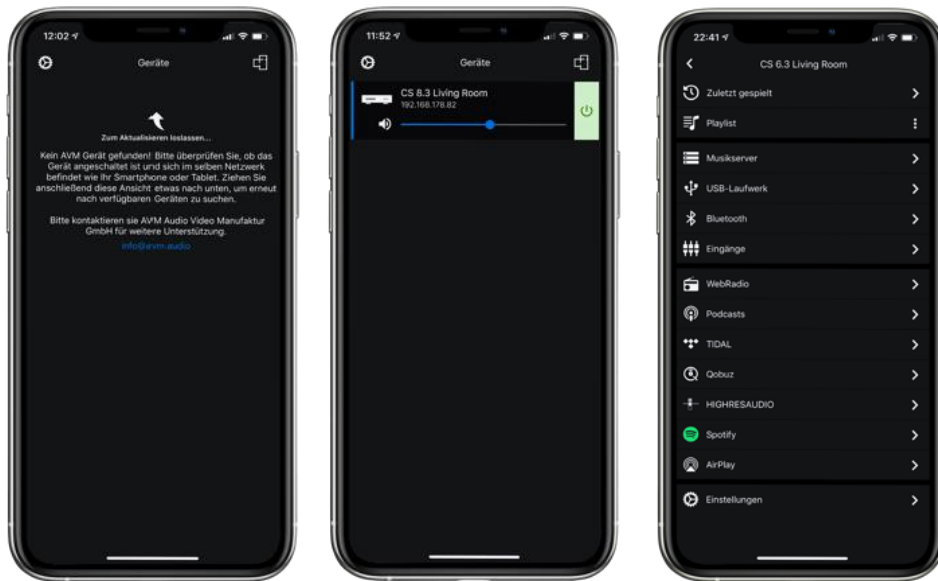 12:02
Geräte
Zum Aktualisieren loslassen...
Kein AVM Gerät gefunden! Bitte überprüfen Sie, ob das
Gerät angeschaltet ist und sich im selben Netzwerk
befindet wie Ihr Smartphone oder Tablet. Ziehen Sie
anschließend diese Ansicht etwas nach unten, um erneut
nach verfügbaren Geräten zu suchen.
Bitte kontaktieren sie AVM Audio Video Manufaktur
GmbH für weitere Unterstützung.
info@avm.audio
11:52
Geräte
CS 8.3 Living Room
192.168.178.82
22:41
CS 6.3 Living Room
Zuletzt gespielt
Playlist
Musikserver
USB-Laufwerk
Bluetooth
Eingänge
WebRadio
Podcasts
TIDAL
Qobuz
HIGHRESAUDIO
Spotify
AirPlay
Einstellungen